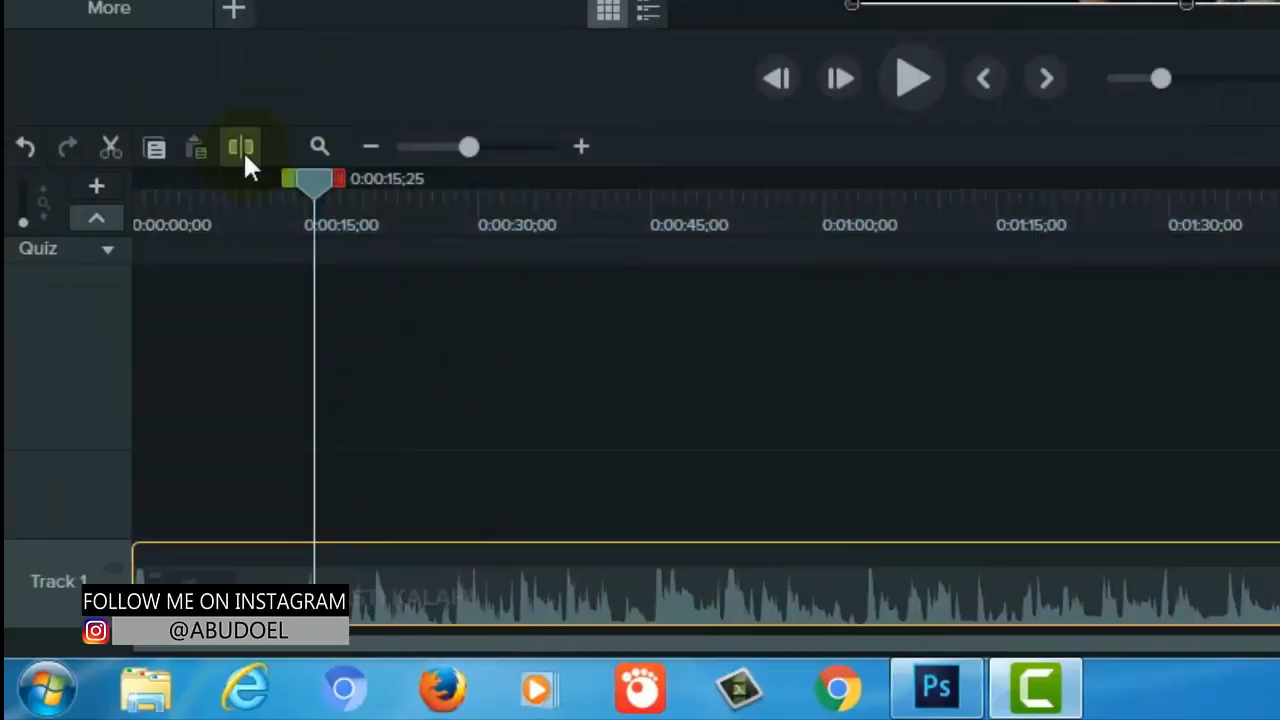 More
0:00:15;25
0:00:00;00 0:00:15;00 0:00:30;00 0:00:45;00 0:01:00;00 0:01:15;00 0:01:30;00
Quiz
Track 1
FOLLOW ME ON INSTAGRAM
@ABUDOEL
Ps